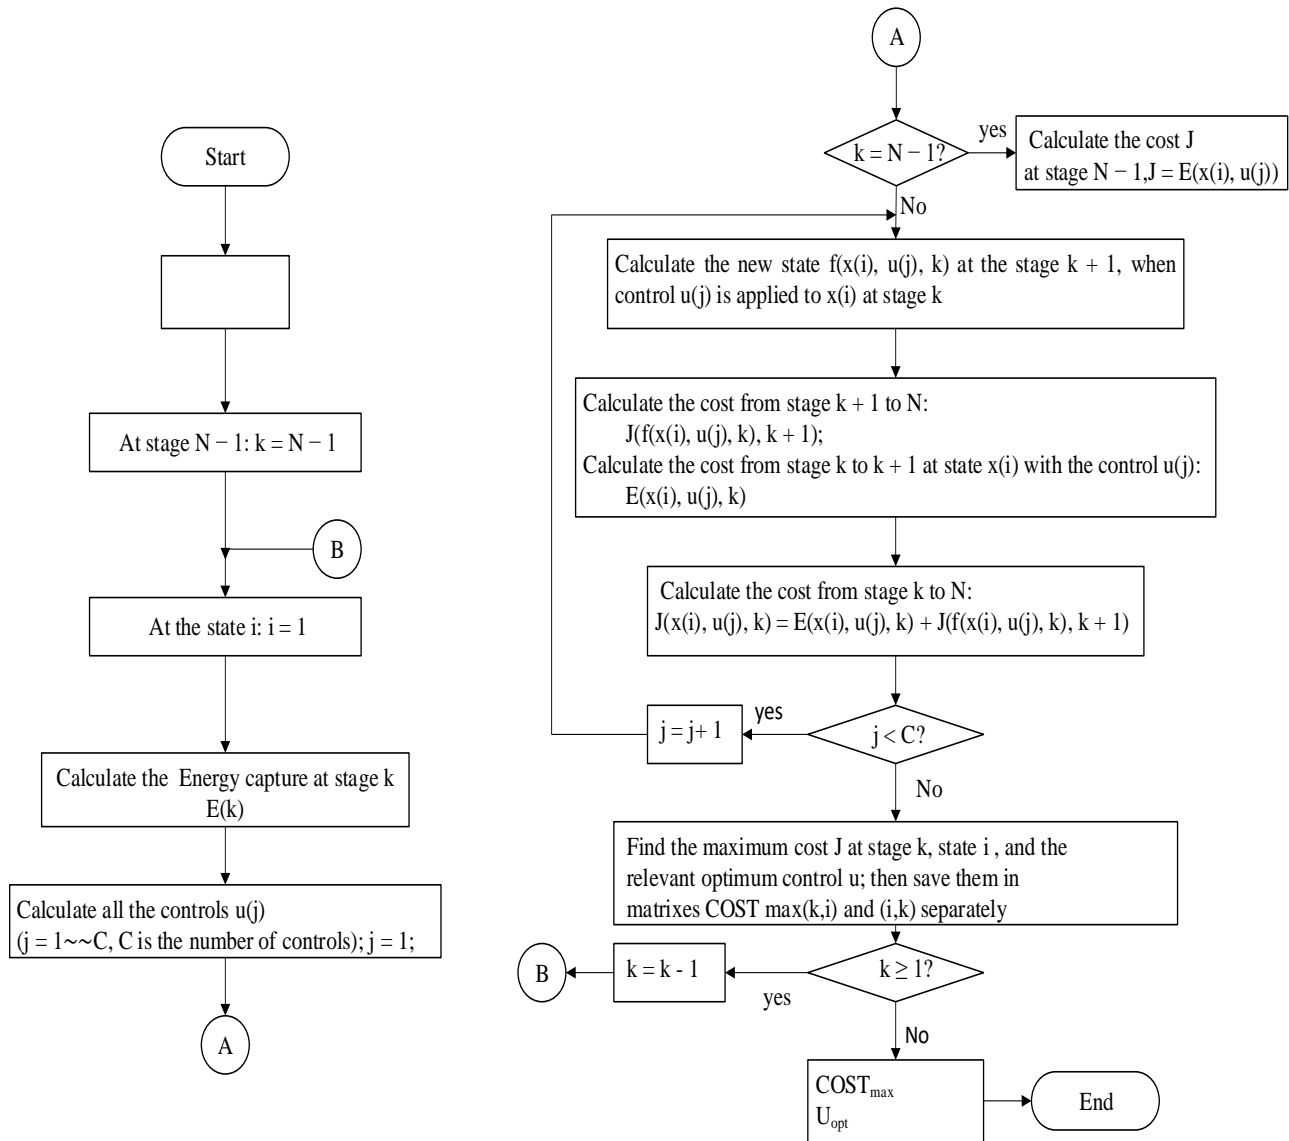 Start
At stage N − 1: k = N − 1
B
At the state i: i = 1
Calculate the Energy capture at stage k
E(k)
Calculate all the controls u(j)
(j = 1~~C, C is the number of controls); j = 1;
A
A
k = N − 1?
yes
Calculate the cost J
at stage N − 1,J = E(x(i), u(j))
No
Calculate the new state f(x(i), u(j), k) at the stage k + 1, when
control u(j) is applied to x(i) at stage k
Calculate the cost from stage k + 1 to N:
J(f(x(i), u(j), k), k + 1);
Calculate the cost from stage k to k + 1 at state x(i) with the control u(j):
E(x(i), u(j), k)
Calculate the cost from stage k to N:
J(x(i), u(j), k) = E(x(i), u(j), k) + J(f(x(i), u(j), k), k + 1)
j = j+ 1
yes
j < C?
No
Find the maximum cost J at stage k, state i , and the
relevant optimum control u; then save them in
matrixes COST max(k,i) and (i,k) separately
B
k = k - 1
yes
k ≥ 1?
No
COSTmax
Uopt
End